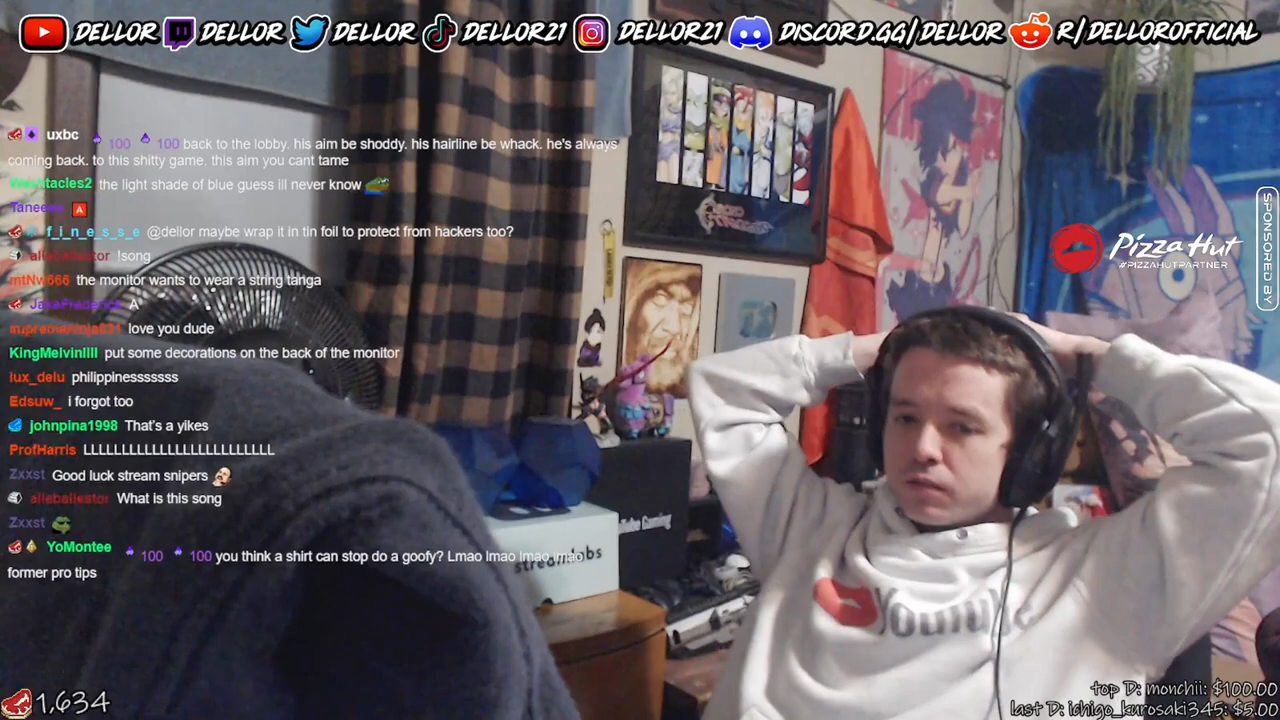 DELLOR DELLOR DELLOR DELLOR21 DELLOR21 DISCORD.GG/DELLOR R/DELLOROFFICIAL
uxbc 100 100 back to the lobby. his aim be shoddy. his hairline be whack. he's always
coming back. to this shitty game. this aim you cant tame
the light shade of blue guess ill never know
A
f_i_n_e_s_s_e @dellor maybe wrap it in tin foil to protect from hackers too?
!song
the monitor wants to wear a string tanga
A
love you dude
KingMelvinIIII put some decorations on the back of the monitor
lux_delu philippinesssssss
Edsuw_ i forgot too
johnpina1998 That's a yikes
ProfHarris LLLLLLLLLLLLLLLLLLLLLLLLL
Zxxst Good luck stream snipers
What is this song
Zxxst
YoMontee 100 100 you think a shirt can stop do a goofy? Lmao lmao lmao lmao
former pro tips
1,634
Pizza Hut
#PIZZAHUTPARTNER
SPONSORED BY
Gaming
streamlabs
YouTube
top D: monchii: $100.00
last D: ichigo_kurosaki345: $5.00